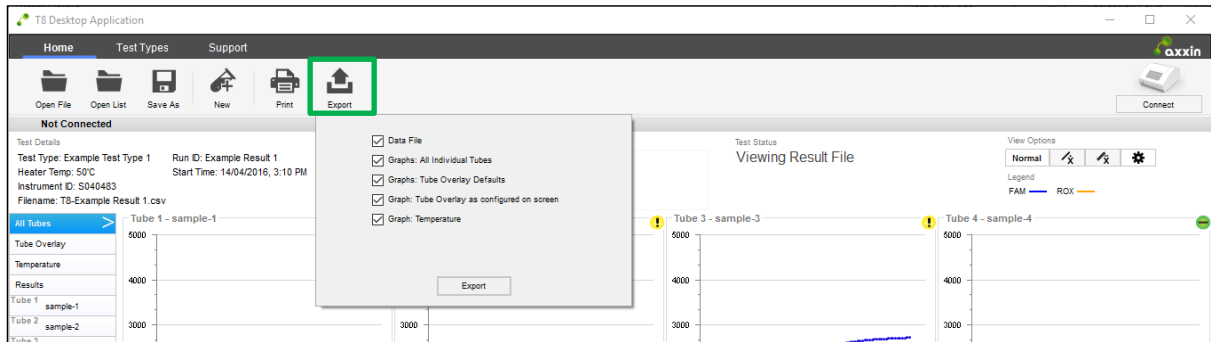 T8 Desktop Application
Home Test Types Support
axxin
Open File Open List Save As New Print Export
Connect
Not Connected
Test Details
Test Type: Example Test Type 1 Run ID: Example Result 1
Heater Temp: 50'C Start Time: 14/04/2016, 3:10 PM
Instrument ID: S040483
Filename: T8-Example Result 1.csv
Data File
Graphs: All Individual Tubes
Graphs: Tube Overlay Defaults
Graph: Tube Overlay as configured on screen
Graph: Temperature
Export
Test Status
Viewing Result File
View Options
Normal
Legend
FAM ROX
All Tubes
Tube Overlay
Temperature
Results
Tube 1
sample-1
Tube 2
sample-2
Tube 3
Tube 1 - sample-1
5000
4000
3000
3000
Tube 3 - sample-3
5000
4000
3000
Tube 4 - sample-4
5000
4000
3000